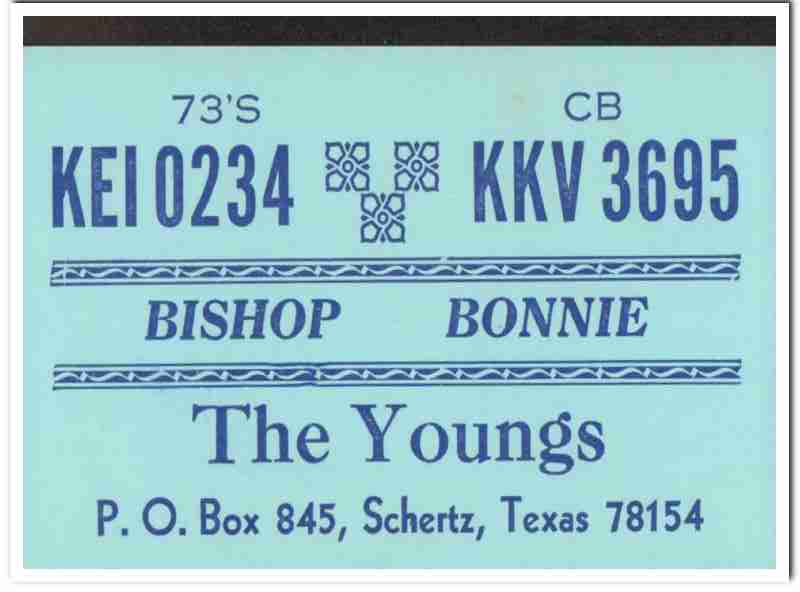 73'S CB
KEI 0234 KKV 3695
BISHOP BONNIE
The Youngs
P. O. Box 845, Schertz, Texas 78154